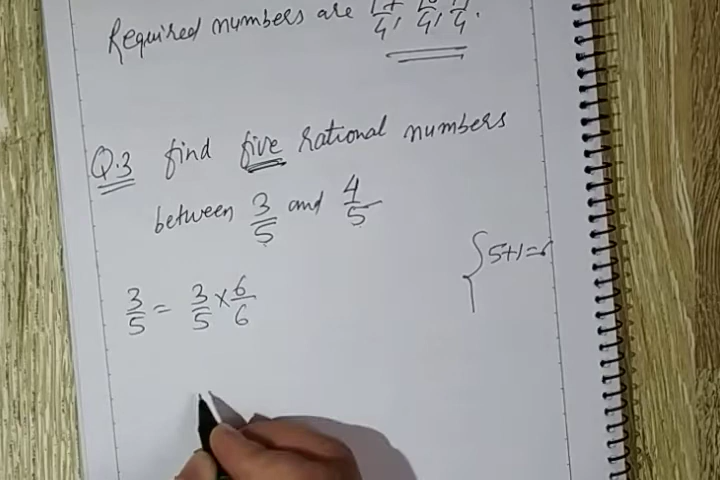 Required numbers are
Q.3 find five rational numbers
between 3/5 and 4/5
{5+1=6
3/5 = 3/5 × 6/6